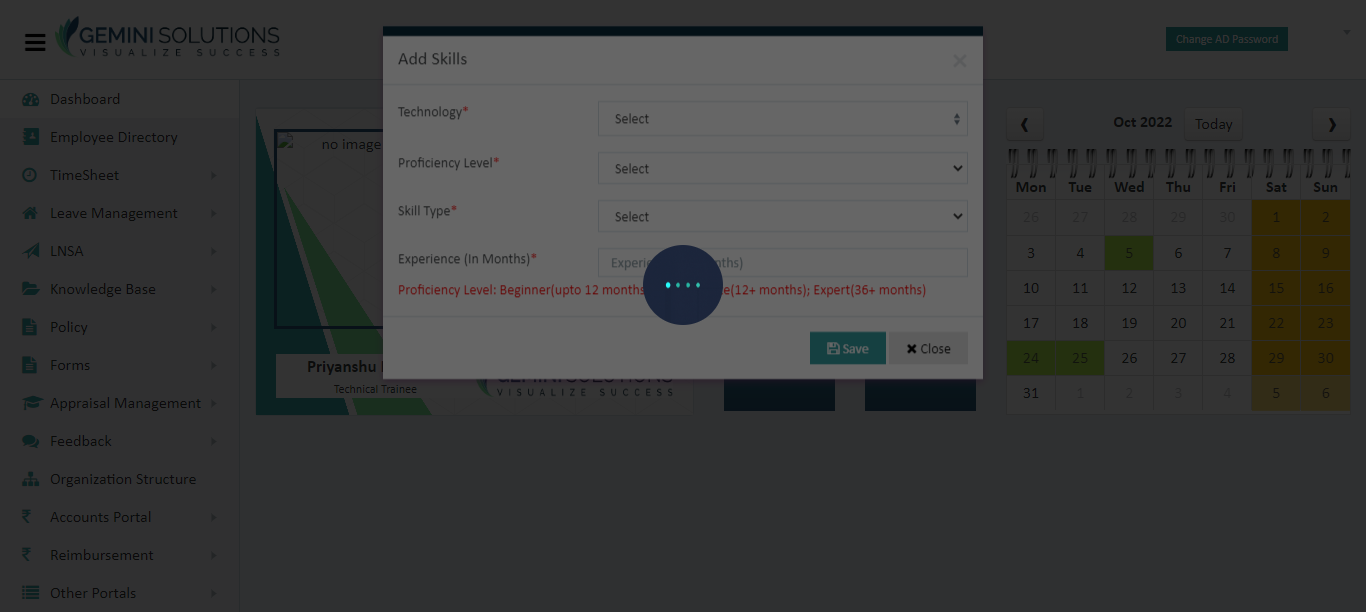 GEMINI SOLUTIONS
VISUALIZE SUCCESS
Change AD Password
Dashboard
Employee Directory
TimeSheet
Leave Management
LNSA
Knowledge Base
Policy
Forms
Appraisal Management
Feedback
Organization Structure
Accounts Portal
Reimbursement
Other Portals
no image
Priyanshu
Technical Trainee
GEMINI SOLUTIONS
VISUALIZE SUCCESS
Add Skills
×
Technology*
Select
Proficiency Level*
Select
Skill Type*
Select
Experience (In Months)*
Proficiency Level: Beginner(upto 12 months (12+ months); Expert(36+ months)
Save
Close
Oct 2022
Today
Mon Tue Wed Thu Fri Sat Sun
26 27 28 29 30 1 2
3 4 5 6 7 8 9
10 11 12 13 14 15 16
17 18 19 20 21 22 23
24 25 26 27 28 29 30
31 1 2 3 4 5 6